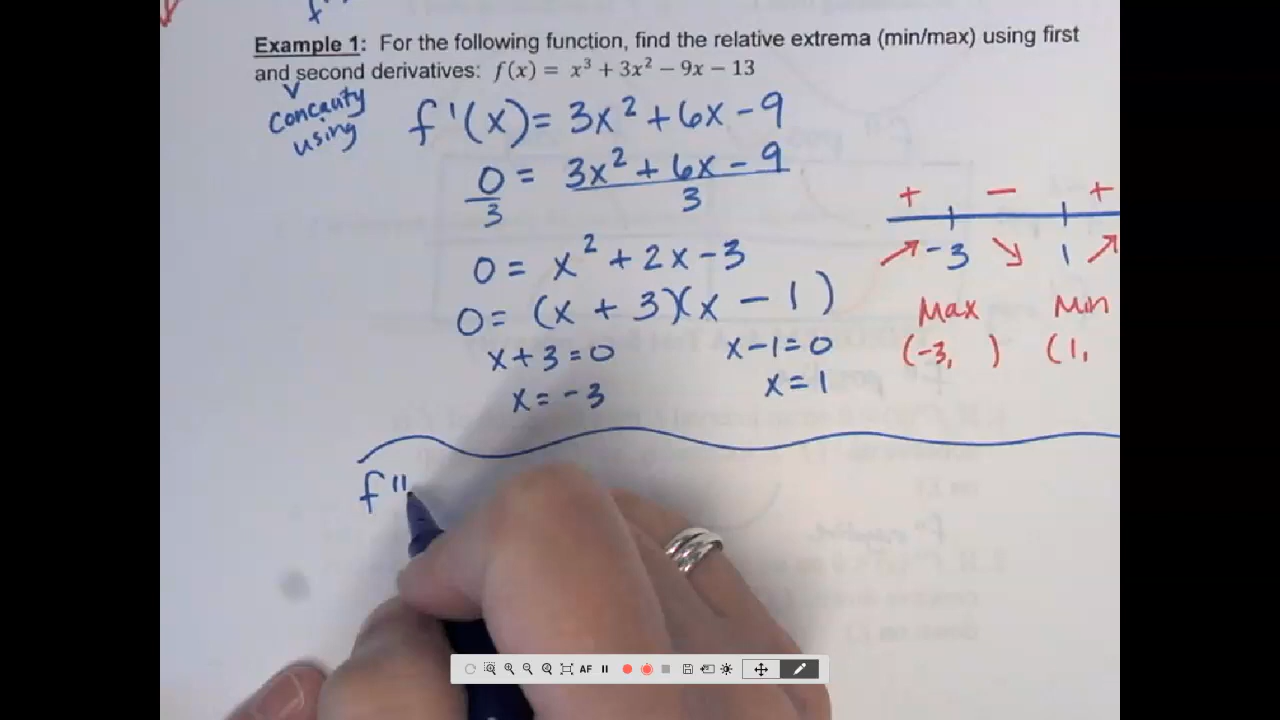 Example 1: For the following function, find the relative extrema (min/max) using first
and second derivatives: f(x) = x³ + 3x² − 9x − 13
Concavity
using
f'(x) = 3x² + 6x - 9
0 = 3x² + 6x - 9
3 3
0 = x² + 2x - 3
0 = (x + 3)(x - 1)
x + 3 = 0 x - 1 = 0
x = -3 x = 1
+ - +
-3 1
Max Min
(-3, ) (1,
f"
AF